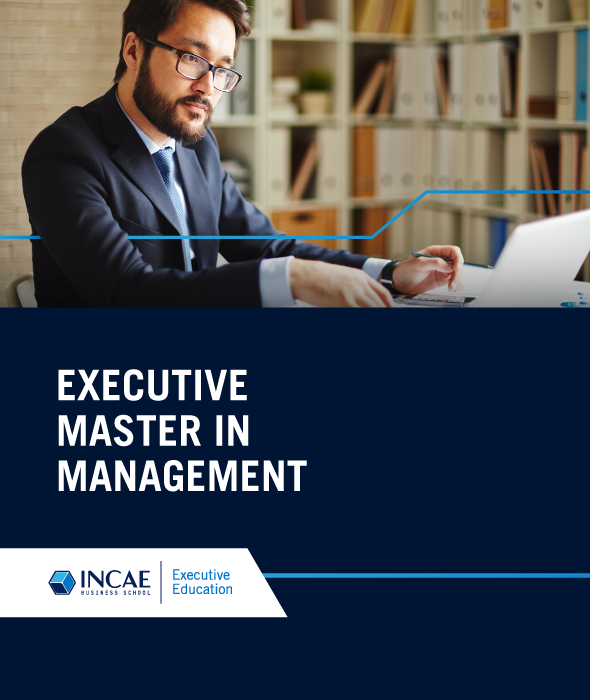 EXECUTIVE
MASTER IN
MANAGEMENT
INCAE
BUSINESS SCHOOL
Executive
Education